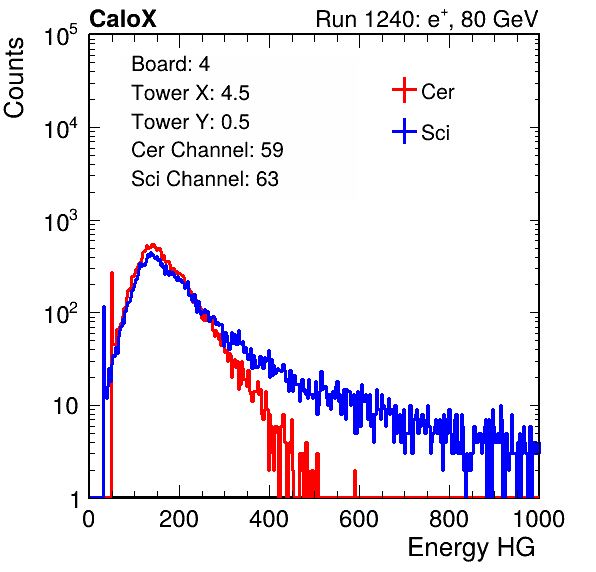 CaloX Run 1240: e⁺, 80 GeV
Counts
10⁵
10⁴
10³
10²
10
1
Board: 4
Tower X: 4.5
Tower Y: 0.5
Cer Channel: 59
Sci Channel: 63
Cer
Sci
0 200 400 600 800 1000
Energy HG